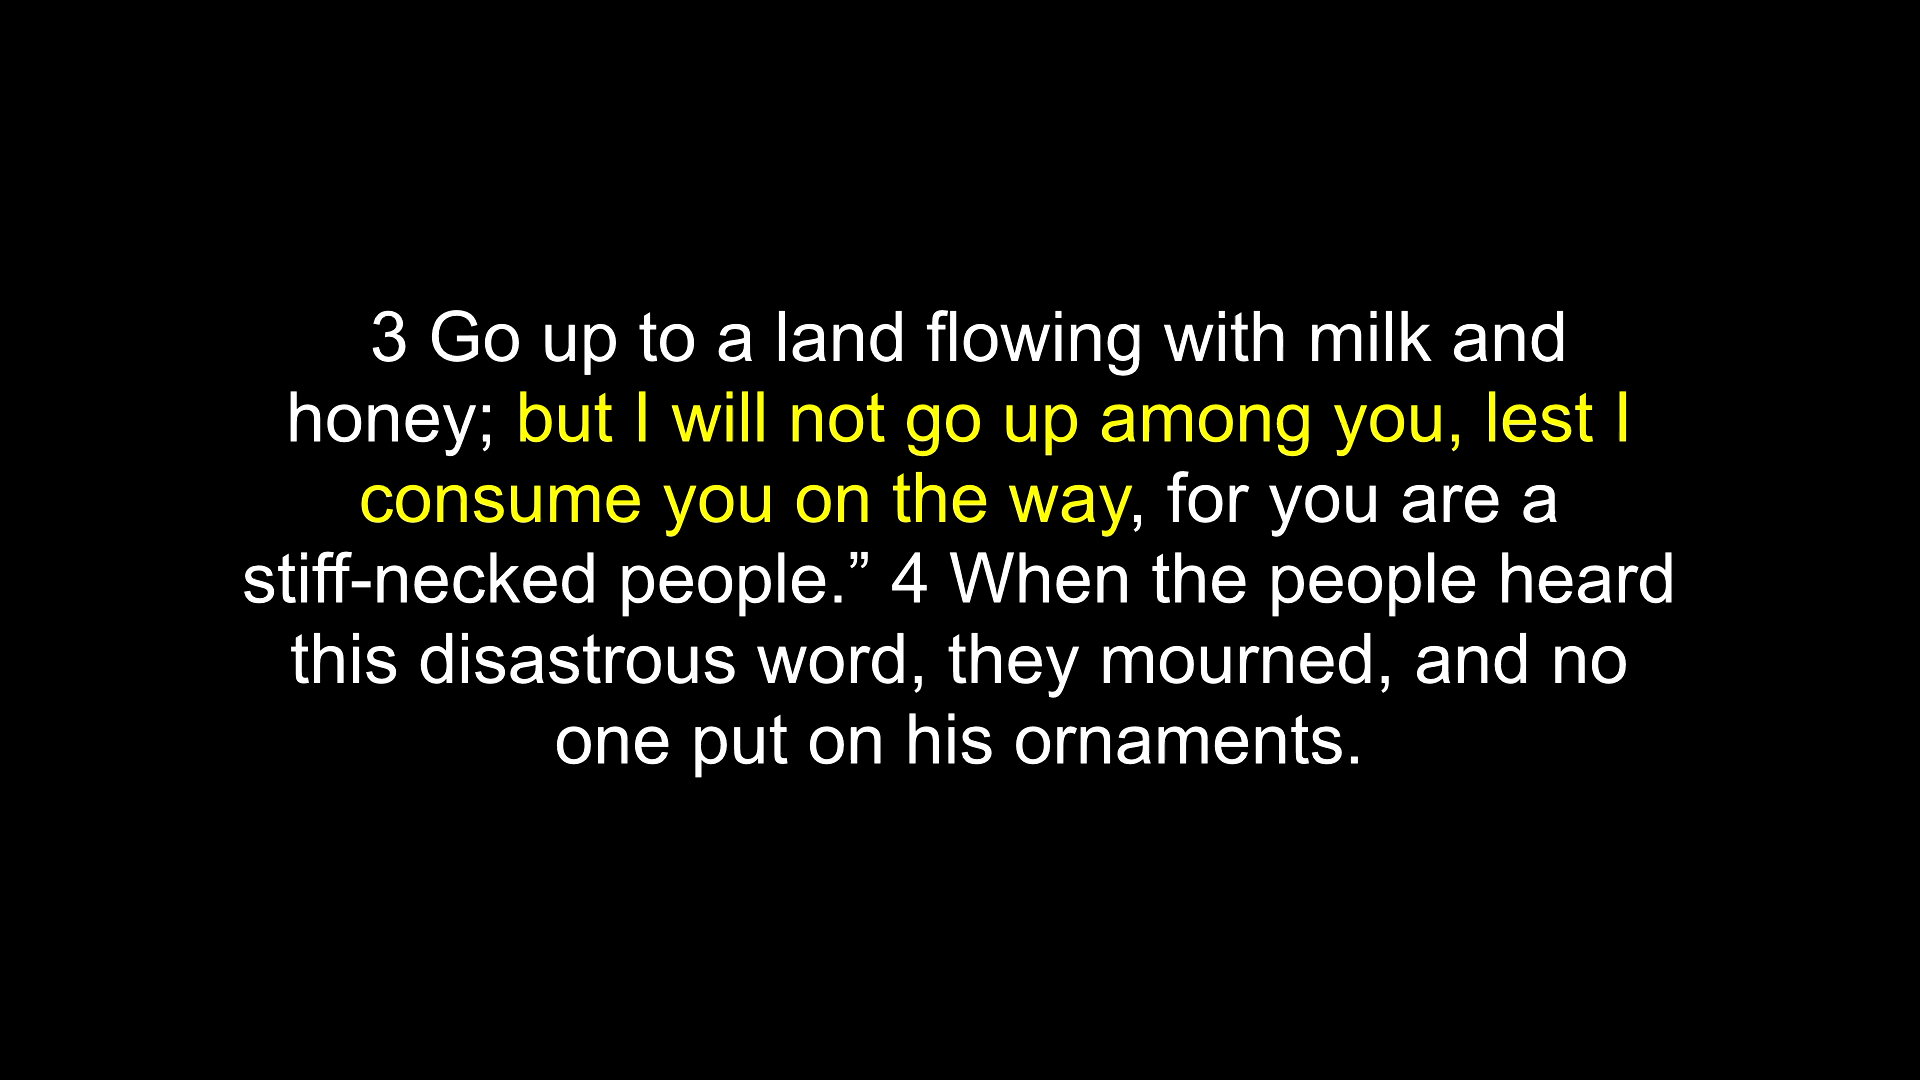 3 Go up to a land flowing with milk and
honey; but I will not go up among you, lest I
consume you on the way, for you are a
stiff-necked people.” 4 When the people heard
this disastrous word, they mourned, and no
one put on his ornaments.